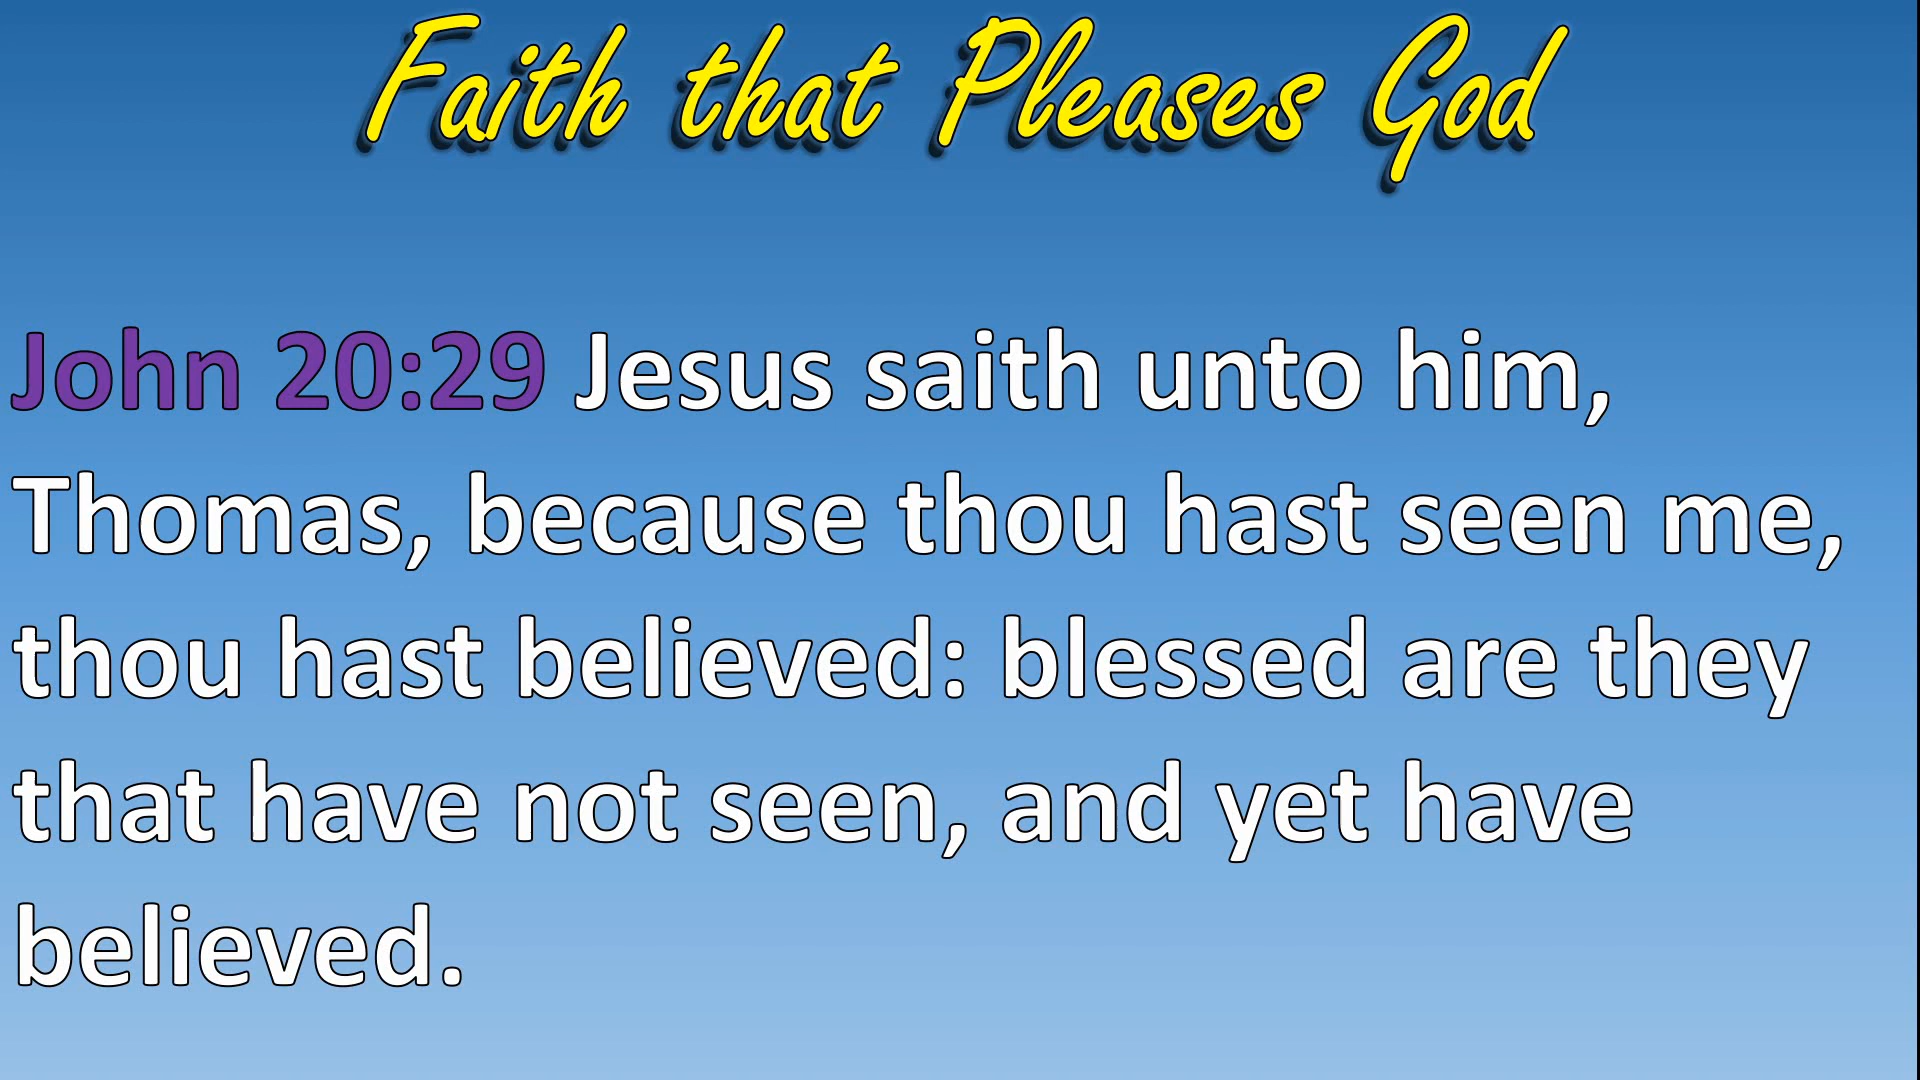 Faith that Pleases God
John 20:29 Jesus saith unto him,
Thomas, because thou hast seen me,
thou hast believed: blessed are they
that have not seen, and yet have
believed.